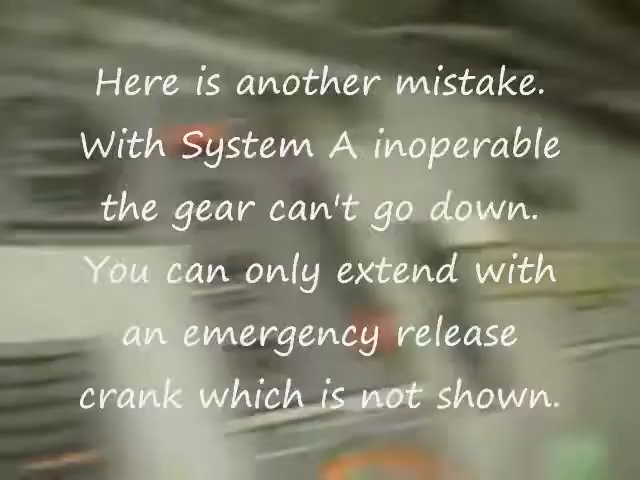 Here is another mistake.
With System A inoperable
the gear can't go down.
You can only extend with
an emergency release
crank which is not shown.